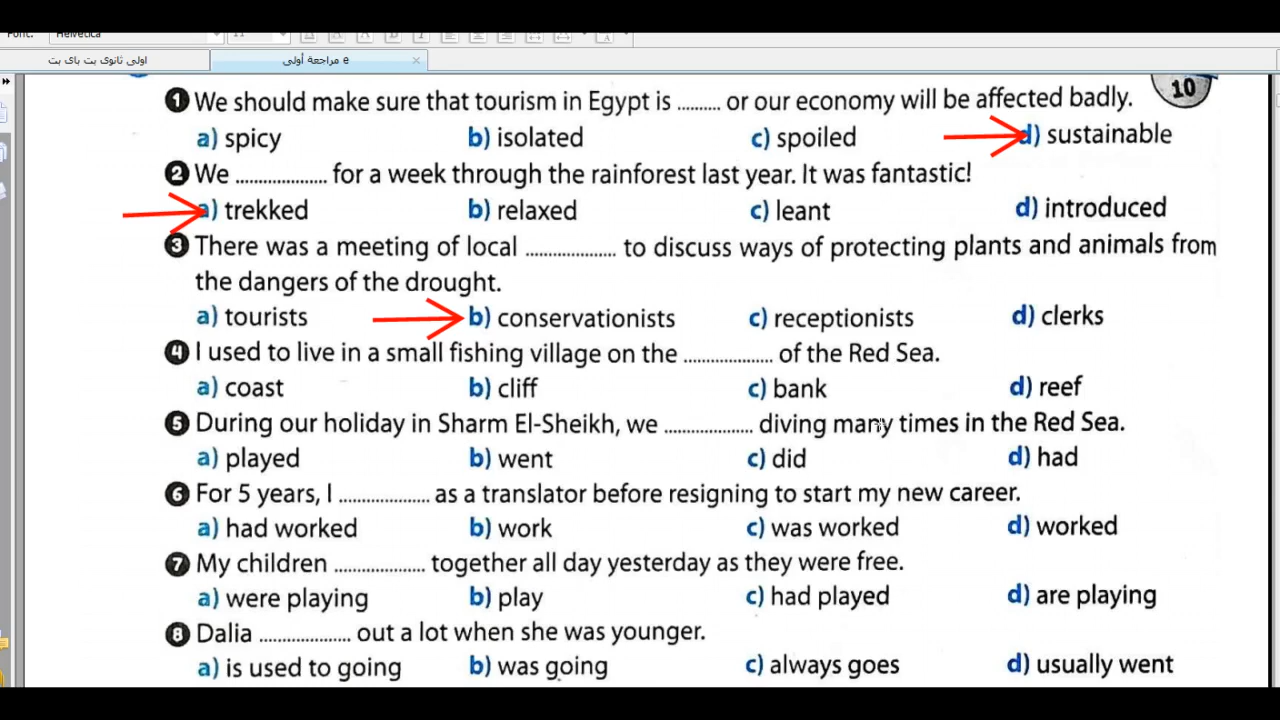 Font: Helvetica
اولى ثانوى بت باى بت
مراجعة أولى e
10
1 We should make sure that tourism in Egypt is .......... or our economy will be affected badly.
a) spicy b) isolated c) spoiled d) sustainable
2 We .................... for a week through the rainforest last year. It was fantastic!
a) trekked b) relaxed c) leant d) introduced
3 There was a meeting of local .................... to discuss ways of protecting plants and animals from
the dangers of the drought.
a) tourists b) conservationists c) receptionists d) clerks
4 I used to live in a small fishing village on the .................... of the Red Sea.
a) coast b) cliff c) bank d) reef
5 During our holiday in Sharm El-Sheikh, we .................... diving many times in the Red Sea.
a) played b) went c) did d) had
6 For 5 years, I .................... as a translator before resigning to start my new career.
a) had worked b) work c) was worked d) worked
7 My children .................... together all day yesterday as they were free.
a) were playing b) play c) had played d) are playing
8 Dalia .................... out a lot when she was younger.
a) is used to going b) was going c) always goes d) usually went